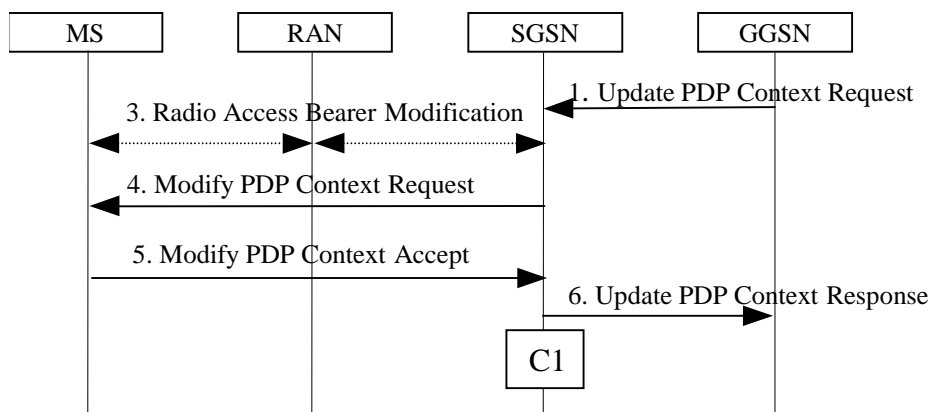 MS
RAN
SGSN
GGSN
1. Update PDP Context Request
3. Radio Access Bearer Modification
4. Modify PDP Context Request
5. Modify PDP Context Accept
6. Update PDP Context Response
C1